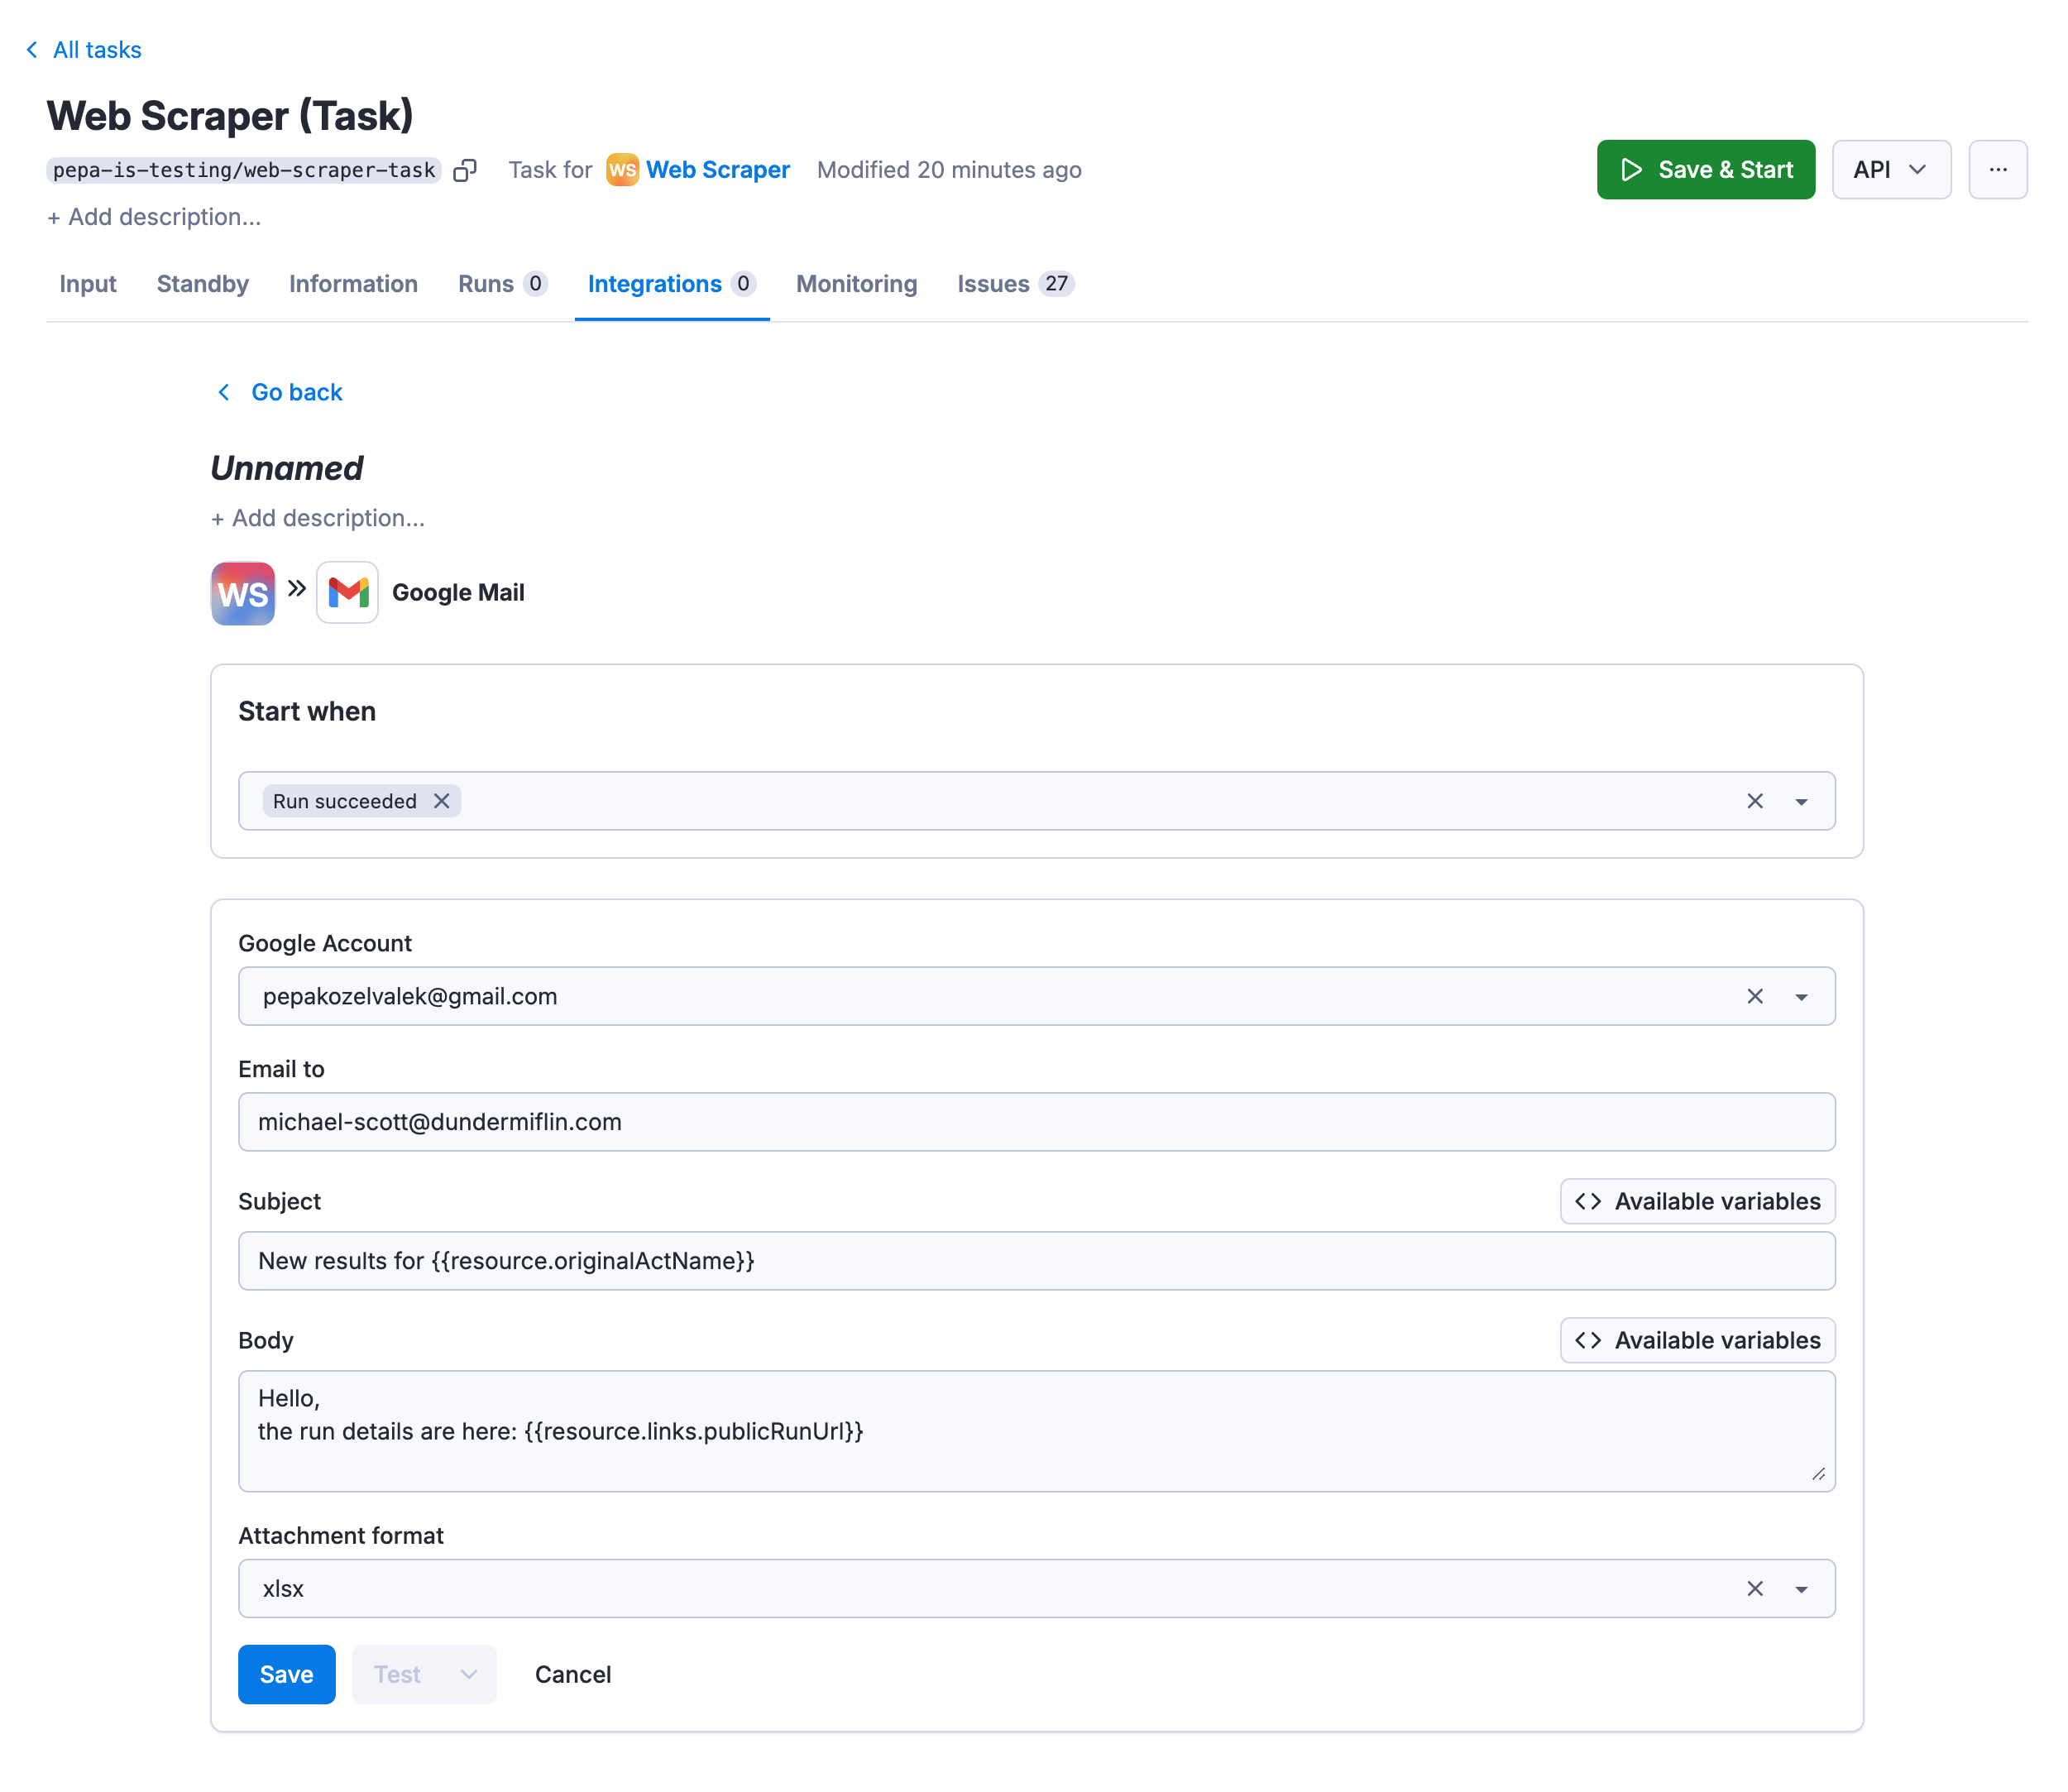 All tasks
Web Scraper (Task)
pepa-is-testing/web-scraper-task Task for WS Web Scraper Modified 20 minutes ago
Save & Start API ...
+ Add description...
Input Standby Information Runs 0 Integrations 0 Monitoring Issues 27
Go back
Unnamed
+ Add description...
WS Google Mail
Start when
Run succeeded
Google Account
pepakozelvalek@gmail.com
Email to
michael-scott@dundermiflin.com
Subject Available variables
New results for {{resource.originalActName}}
Body Available variables
Hello,
the run details are here: {{resource.links.publicRunUrl}}
Attachment format
xlsx
Save Test Cancel